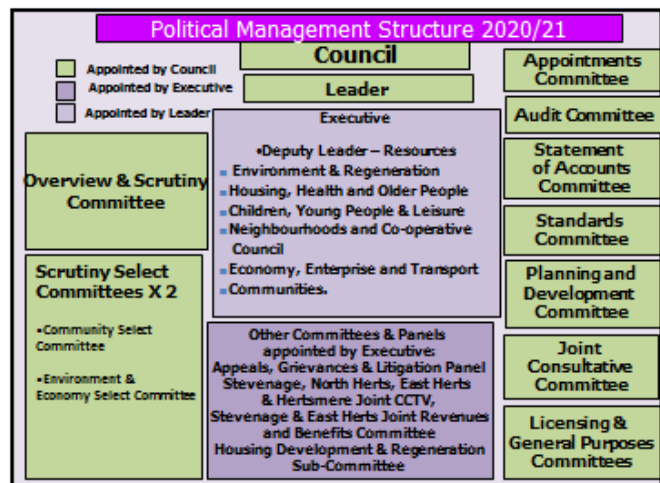 Political Management Structure 2020/21
Appointed by Council
Appointed by Executive
Appointed by Leader
Council
Leader
Executive
•Deputy Leader – Resources
Environment & Regeneration
Housing, Health and Older People
Children, Young People & Leisure
Neighbourhoods and Co-operative
Council
Economy, Enterprise and Transport
Communities.
Overview & Scrutiny
Committee
Scrutiny Select
Committees X 2
•Community Select
Committee
•Environment &
Economy Select Committee
Other Committees & Panels
appointed by Executive:
Appeals, Grievances & Litigation Panel
Stevenage, North Herts, East Herts
& Hertsmere Joint CCTV,
Stevenage & East Herts Joint Revenues
and Benefits Committee
Housing Development & Regeneration
Sub-Committee
Appointments
Committee
Audit Committee
Statement
of Accounts
Committee
Standards
Committee
Planning and
Development
Committee
Joint
Consultative
Committee
Licensing &
General Purposes
Committees